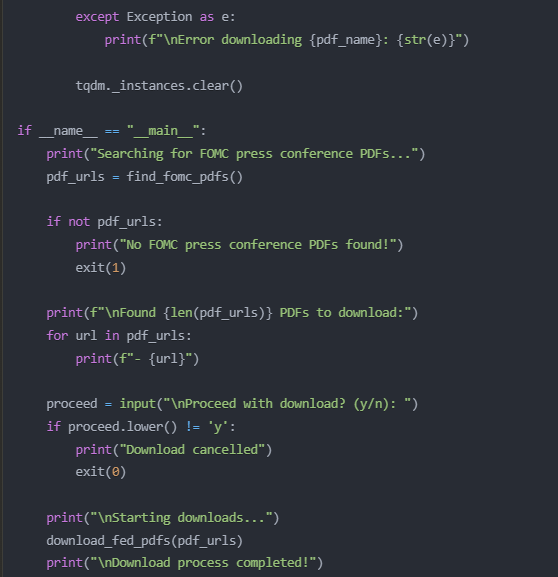 except Exception as e:
print(f"\nError downloading {pdf_name}: {str(e)}")
tqdm._instances.clear()
if __name__ == "__main__":
print("Searching for FOMC press conference PDFs...")
pdf_urls = find_fomc_pdfs()
if not pdf_urls:
print("No FOMC press conference PDFs found!")
exit(1)
print(f"\nFound {len(pdf_urls)} PDFs to download:")
for url in pdf_urls:
print(f"- {url}")
proceed = input("\nProceed with download? (y/n): ")
if proceed.lower() != 'y':
print("Download cancelled")
exit(0)
print("\nStarting downloads...")
download_fed_pdfs(pdf_urls)
print("\nDownload process completed!")